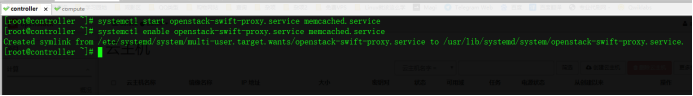 controller
compute
[root@controller ~]# systemctl start openstack-swift-proxy.service memcached.service
[root@controller ~]# systemctl enable openstack-swift-proxy.service memcached.service
Created symlink from /etc/systemd/system/multi-user.target.wants/openstack-swift-proxy.service to /usr/lib/systemd/system/openstack-swift-proxy.service.
[root@controller ~]#